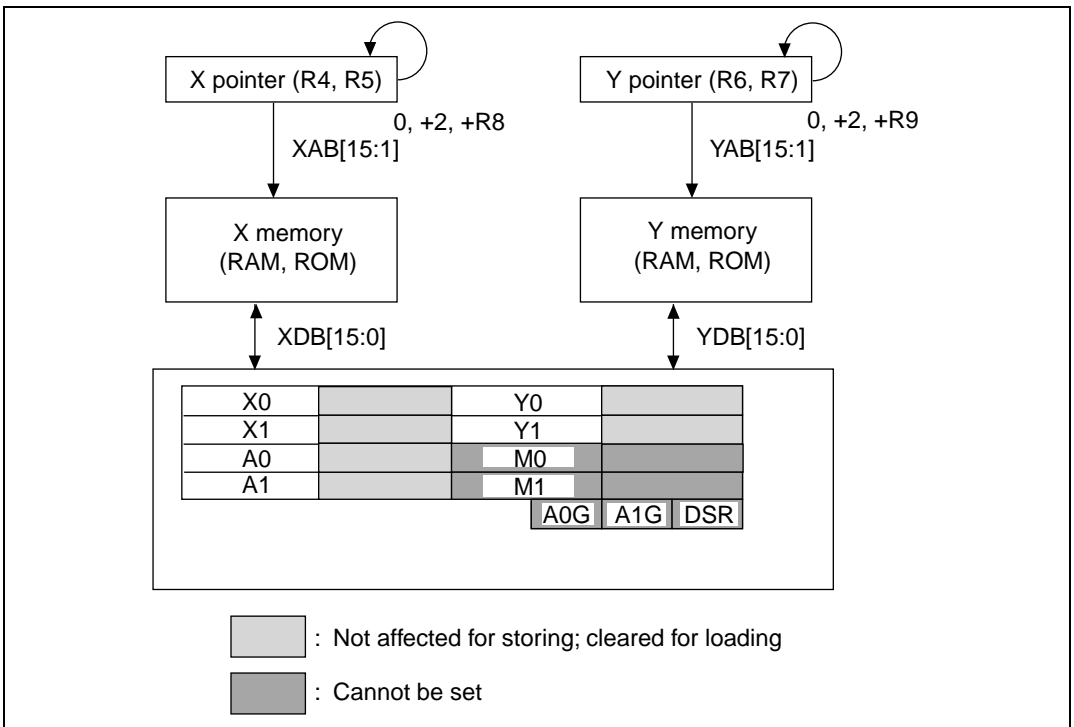 X pointer (R4, R5)
Y pointer (R6, R7)
0, +2, +R8
0, +2, +R9
XAB[15:1]
YAB[15:1]
X memory
(RAM, ROM)
Y memory
(RAM, ROM)
XDB[15:0]
YDB[15:0]
X0 Y0
X1 Y1
A0 M0
A1 M1
A0G A1G DSR
: Not affected for storing; cleared for loading
: Cannot be set